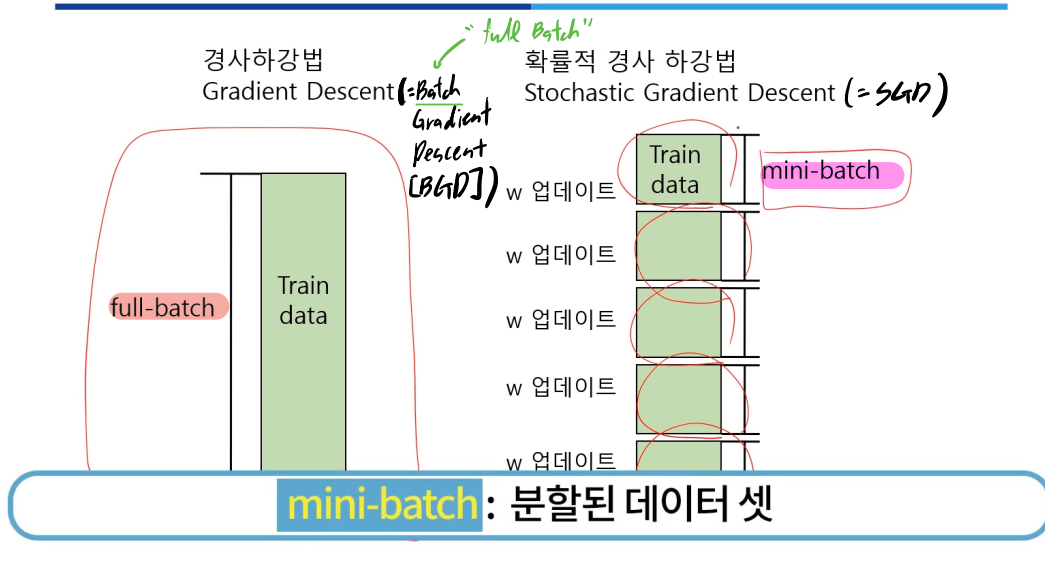 "full Batch"
경사하강법
Gradient Descent (=Batch
Gradient
Descent
[BGD])
확률적 경사 하강법
Stochastic Gradient Descent (=SGD)
full-batch
Train
data
Train
data
mini-batch
w 업데이트
w 업데이트
w 업데이트
w 업데이트
w 업데이트
mini-batch : 분할된 데이터 셋